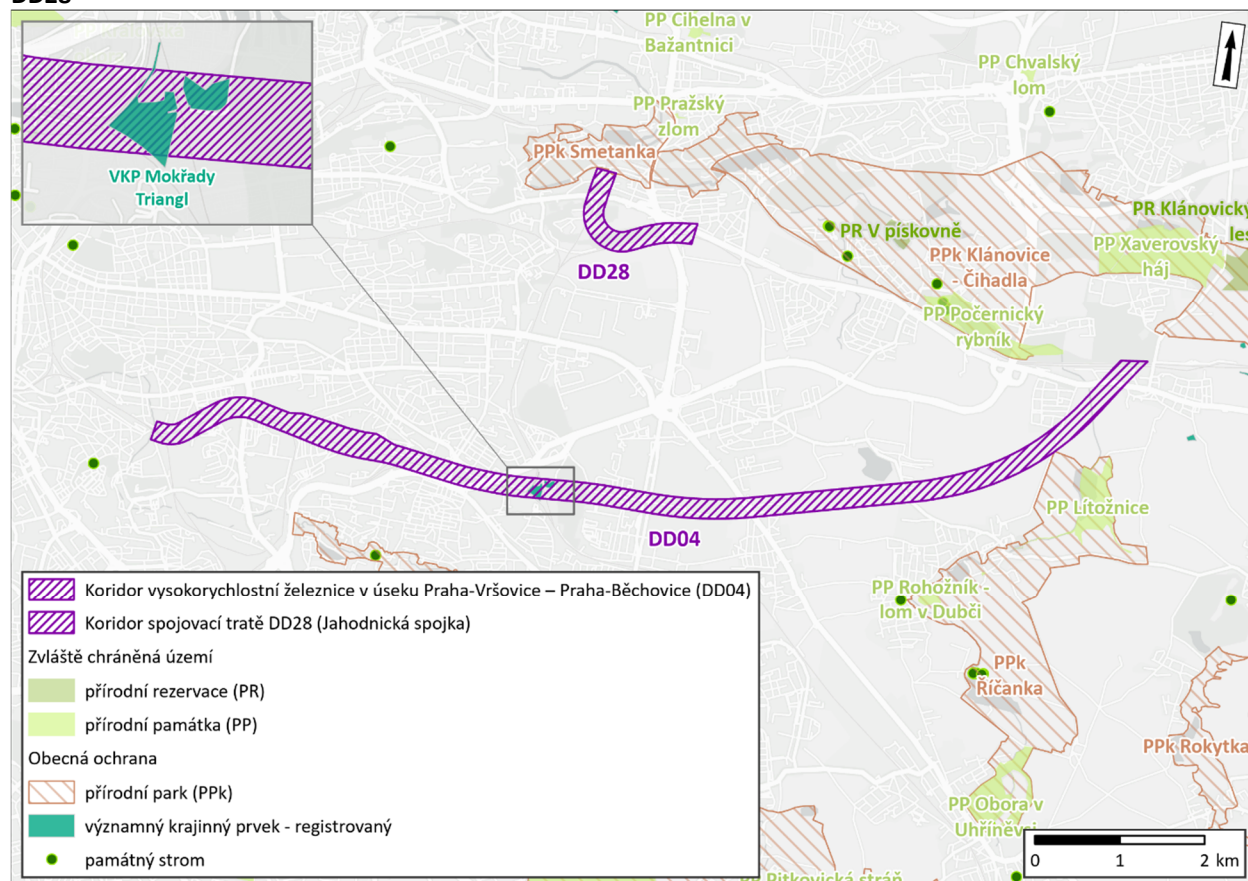 PP Cihelna v
Bažantnici
PP Chvalský
lom
PP Pražský
zlom
PPk Smetanka
VKP Mokřady
Triangl
PR Klánovický
les
PR V pískovně
PP Xaverovský
háj
PPk Klánovice
- Čihadla
DD28
PP Počernický
rybník
PP Lítožnice
DD04
PP Rohožník -
lom v Dubči
PPk
Říčanka
PPk Rokytka
PP Obora v
Uhříněvsi
PP Pitkovická stráň
Koridor vysokorychlostní železnice v úseku Praha-Vršovice – Praha-Běchovice (DD04)
Koridor spojovací tratě DD28 (Jahodnická spojka)
Zvláště chráněná území
přírodní rezervace (PR)
přírodní památka (PP)
Obecná ochrana
přírodní park (PPk)
významný krajinný prvek - registrovaný
památný strom
0 1 2 km